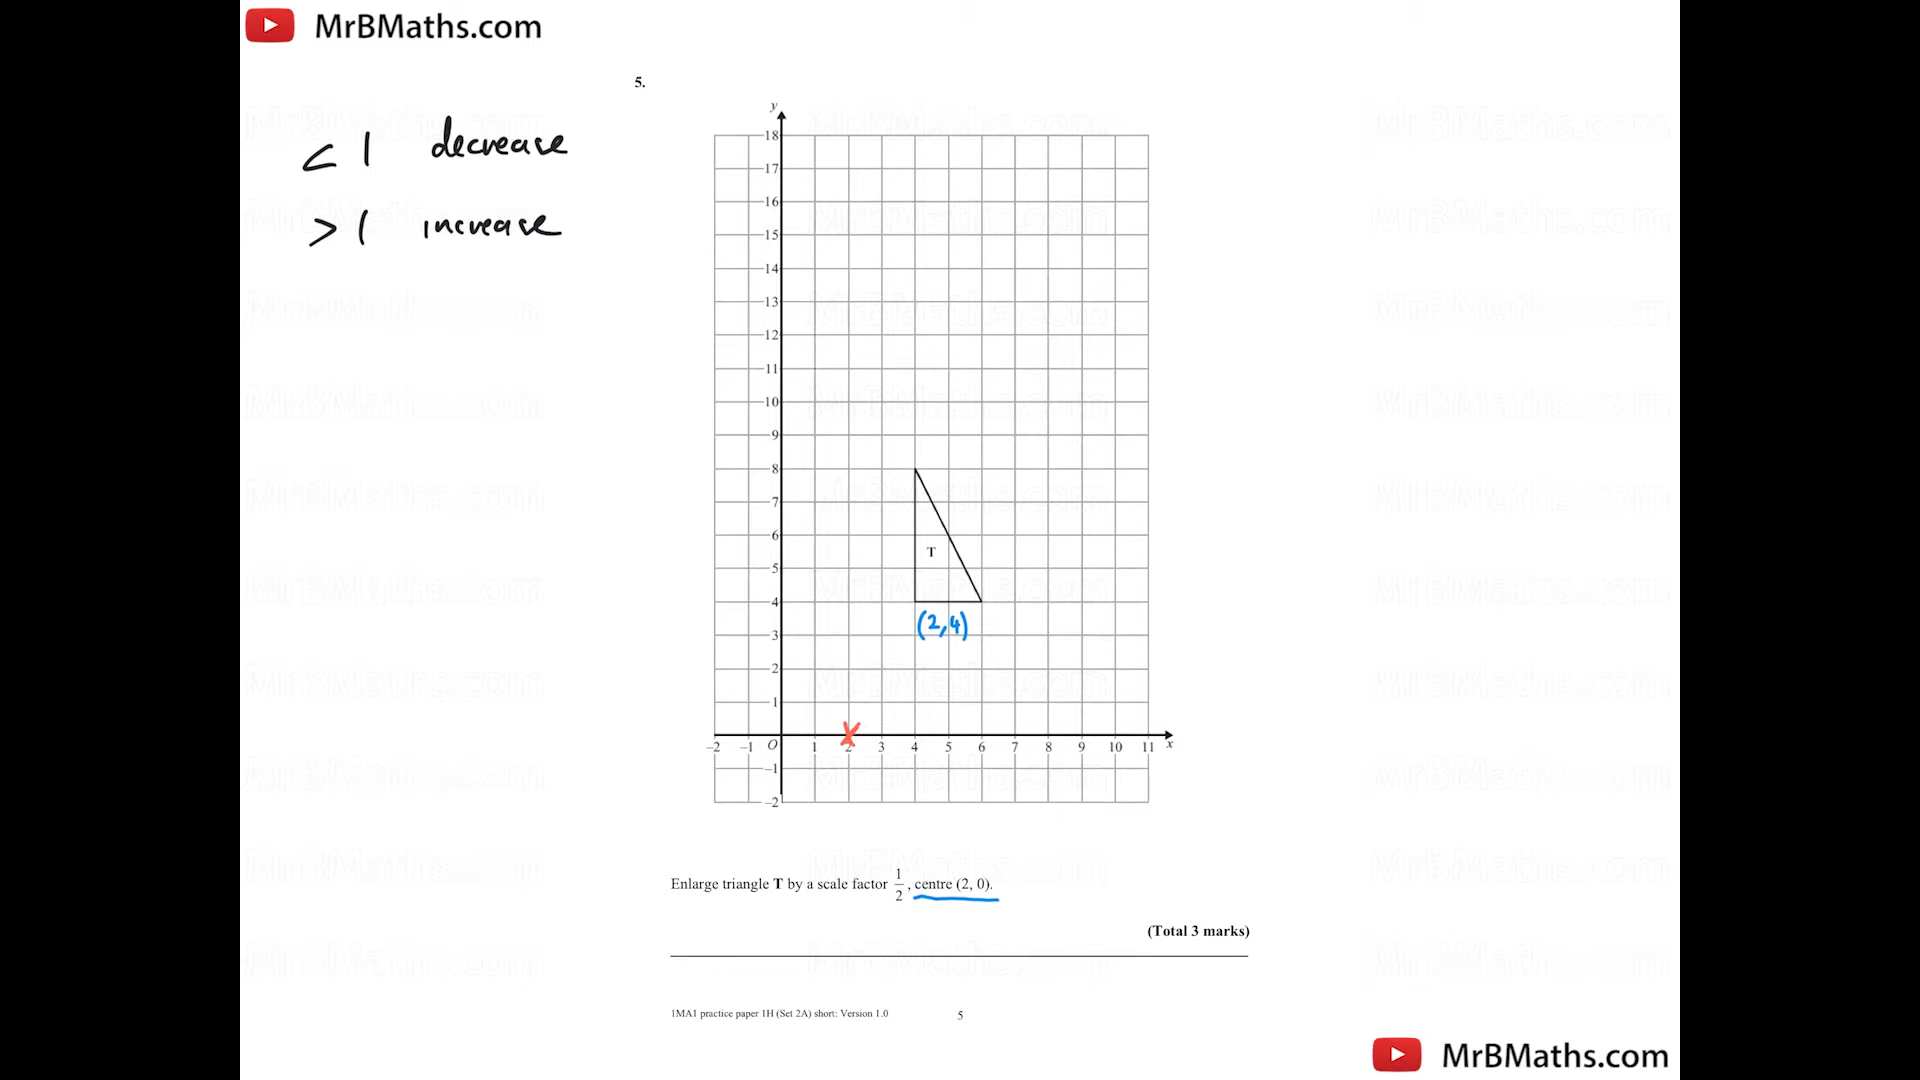 MrBMaths.com
5.
< 1 decrease
> 1 increase
y
18
17
16
15
14
13
12
11
10
9
8
7
6
T
5
4
(2,4)
3
2
1
-2 -1 O 1 2 3 4 5 6 7 8 9 10 11 x
-1
-2
Enlarge triangle T by a scale factor 1/2, centre (2, 0).
(Total 3 marks)
1MA1 practice paper 1H (Set 2A) short: Version 1.0 5
MrBMaths.com